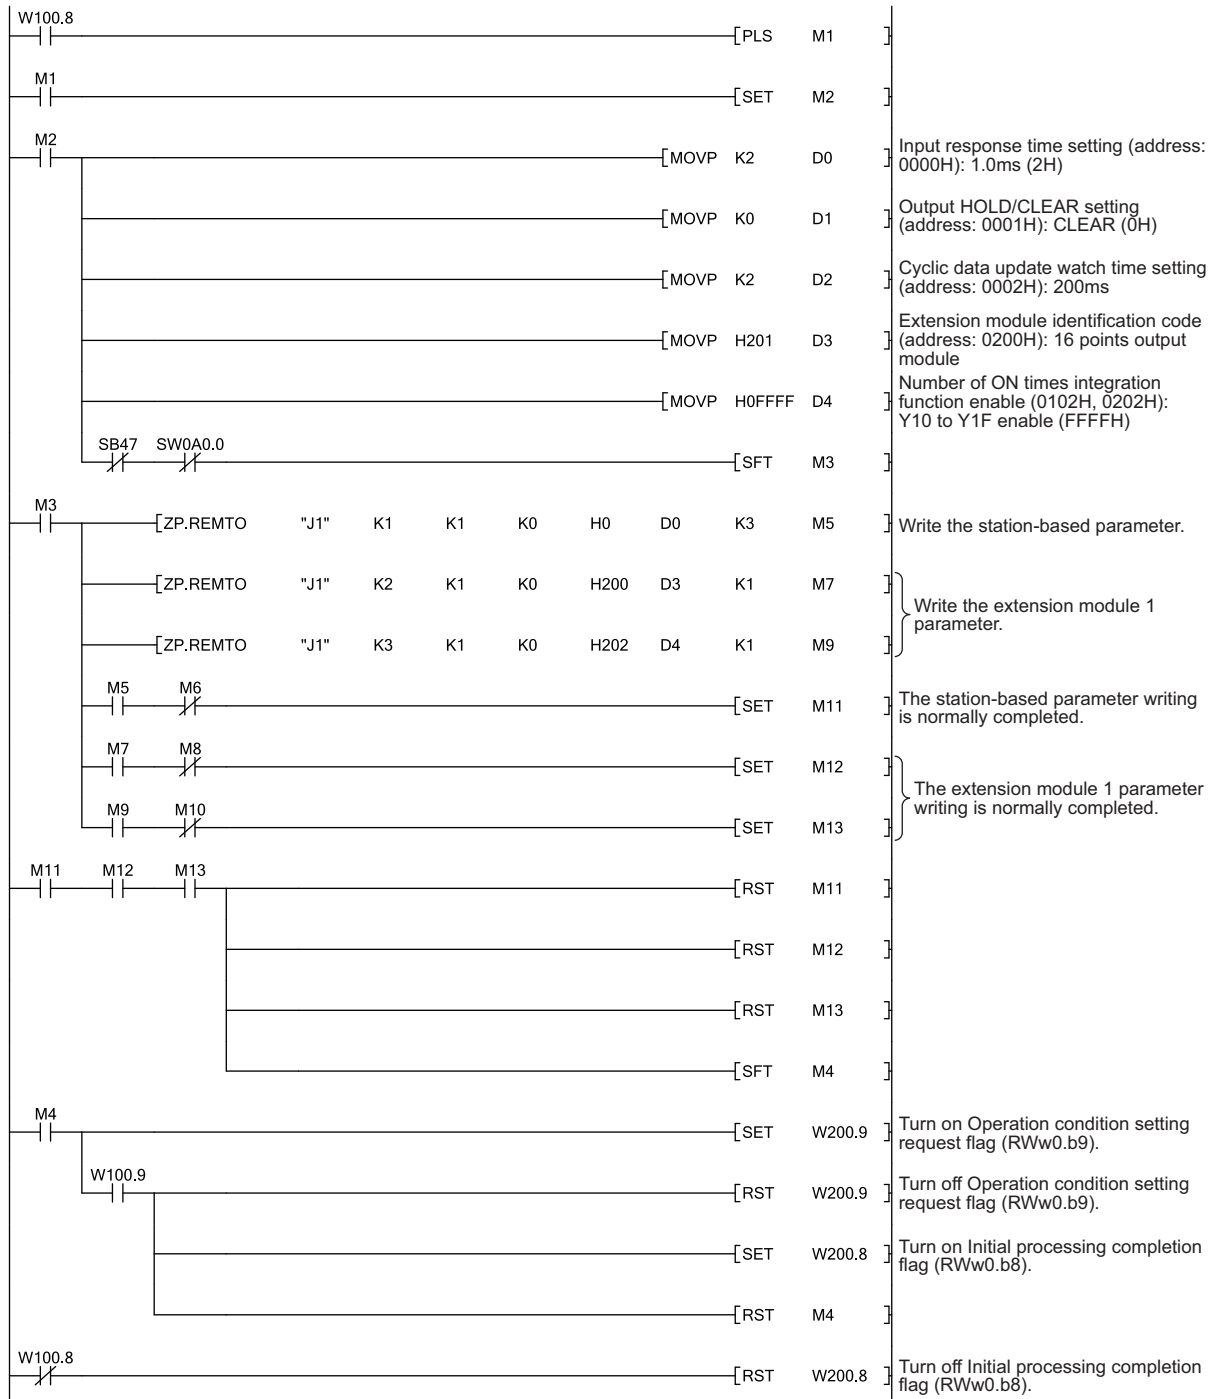 W100.8
[PLS M1 ]
M1
[SET M2 ]
M2
[MOVP K2 D0 ]
Input response time setting (address:
0000H): 1.0ms (2H)
[MOVP K0 D1 ]
Output HOLD/CLEAR setting
(address: 0001H): CLEAR (0H)
[MOVP K2 D2 ]
Cyclic data update watch time setting
(address: 0002H): 200ms
[MOVP H201 D3 ]
Extension module identification code
(address: 0200H): 16 points output
module
[MOVP H0FFFF D4 ]
Number of ON times integration
function enable (0102H, 0202H):
Y10 to Y1F enable (FFFFH)
SB47 SW0A0.0
[SFT M3 ]
M3
[ZP.REMTO "J1" K1 K1 K0 H0 D0 K3 M5 ]
Write the station-based parameter.
[ZP.REMTO "J1" K2 K1 K0 H200 D3 K1 M7 ]
[ZP.REMTO "J1" K3 K1 K0 H202 D4 K1 M9 ]
Write the extension module 1
parameter.
M5 M6
[SET M11 ]
The station-based parameter writing
is normally completed.
M7 M8
[SET M12 ]
M9 M10
[SET M13 ]
The extension module 1 parameter
writing is normally completed.
M11 M12 M13
[RST M11 ]
[RST M12 ]
[RST M13 ]
[SFT M4 ]
M4
[SET W200.9 ]
Turn on Operation condition setting
request flag (RWw0.b9).
W100.9
[RST W200.9 ]
Turn off Operation condition setting
request flag (RWw0.b9).
[SET W200.8 ]
Turn on Initial processing completion
flag (RWw0.b8).
[RST M4 ]
W100.8
[RST W200.8 ]
Turn off Initial processing completion
flag (RWw0.b8).